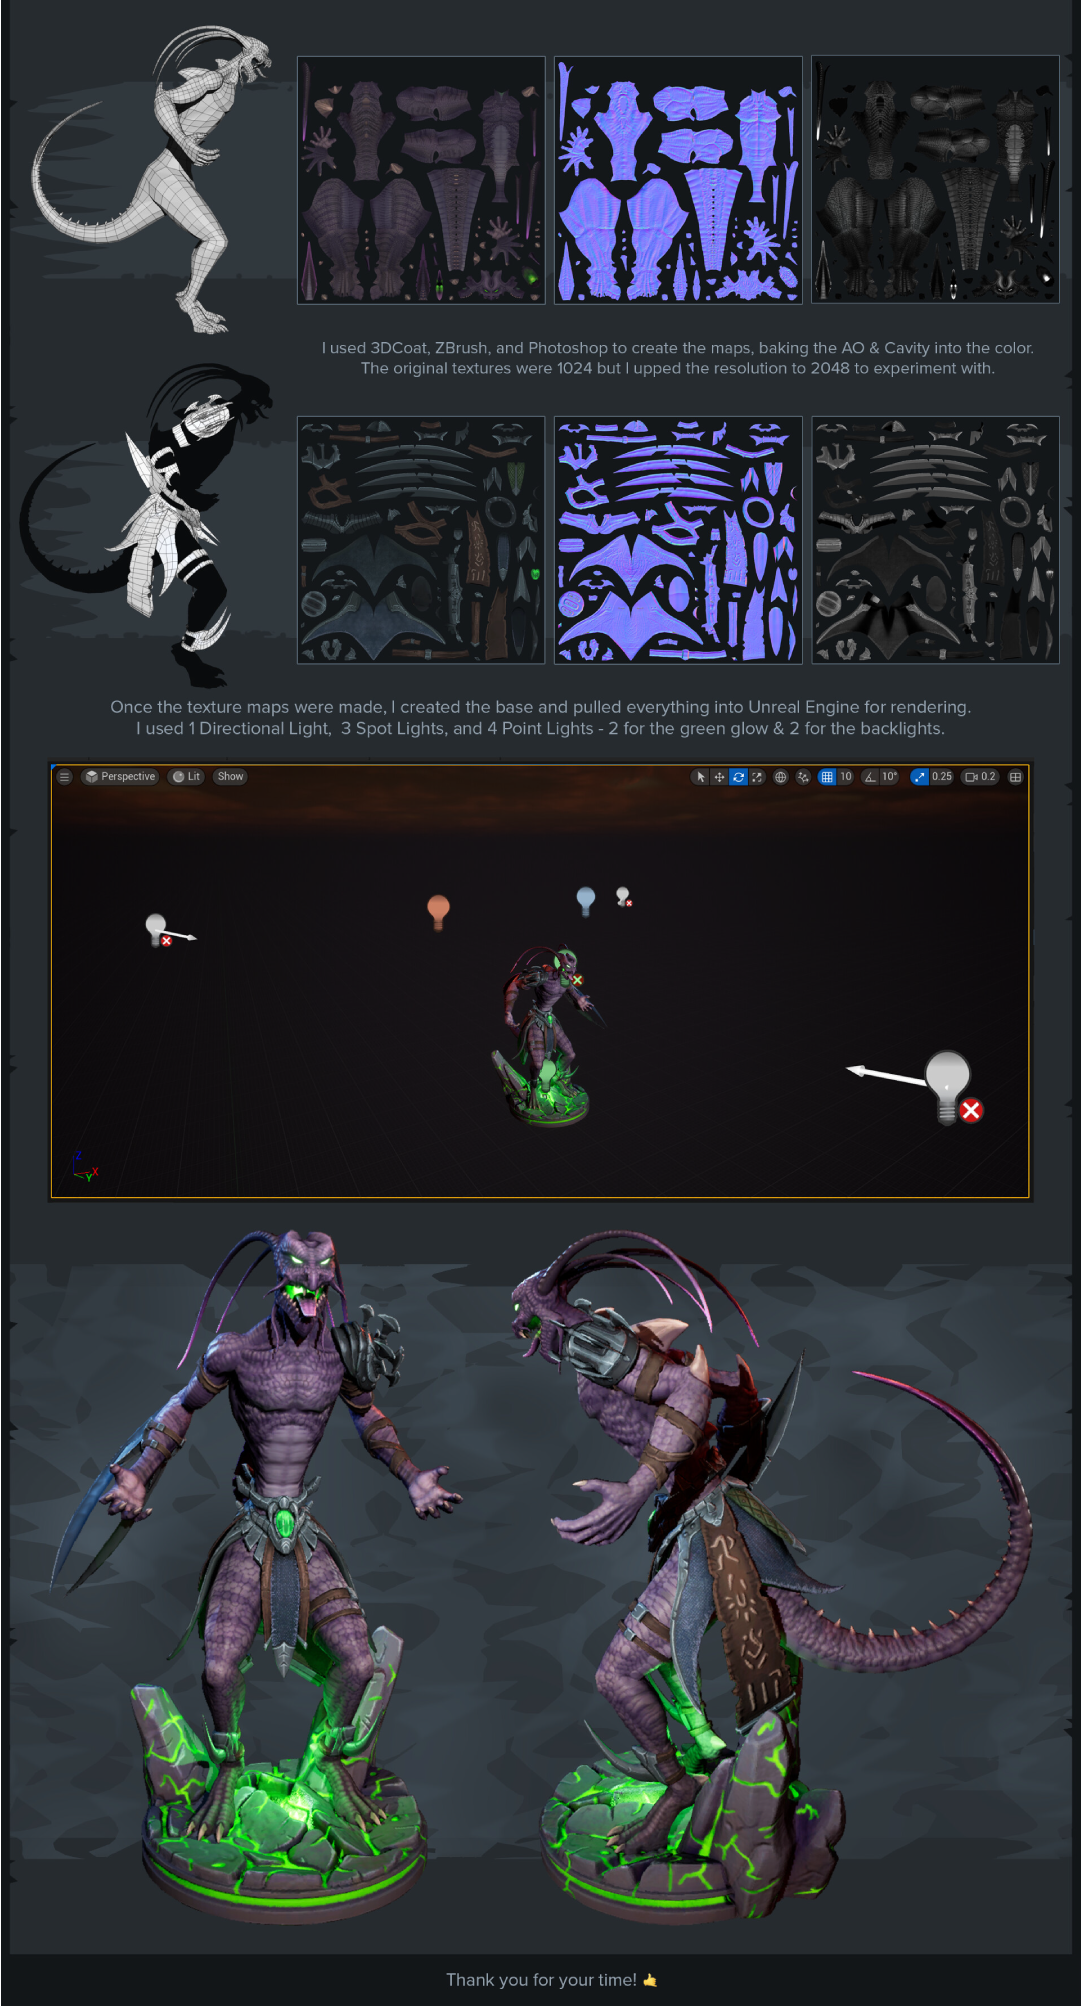 I used 3DCoat, ZBrush, and Photoshop to create the maps, baking the AO & Cavity into the color.
The original textures were 1024 but I upped the resolution to 2048 to experiment with.
Once the texture maps were made, I created the base and pulled everything into Unreal Engine for rendering.
I used 1 Directional Light, 3 Spot Lights, and 4 Point Lights - 2 for the green glow & 2 for the backlights.
Perspective Lit Show 10 10° 0.25 0.2
Z
X
Y
Thank you for your time! 🤙